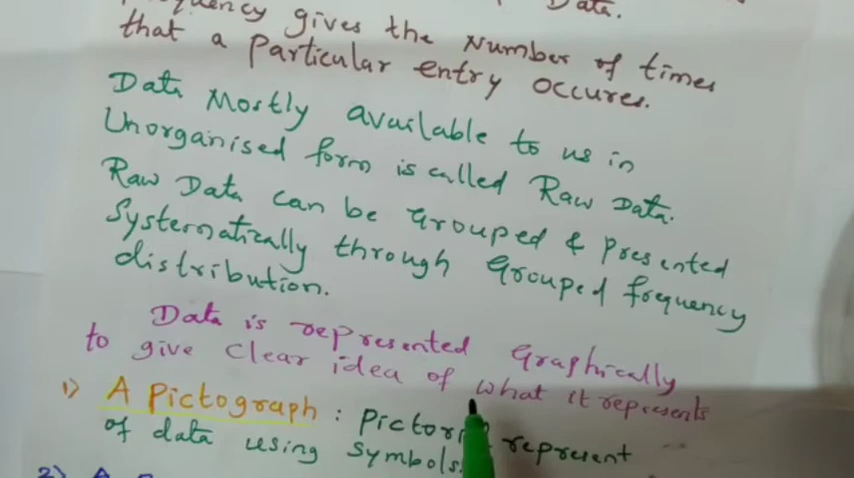 Data.
gives the Number of times
that a particular entry occures.
Data Mostly available to us in
Unorganised form is called Raw Data.
Raw Data can be Grouped & presented
Systematically through Grouped frequency
distribution.
Data is represented Graphically
to give clear idea of what it represents
1) A Pictograph : represent
of data using symbols.
2)